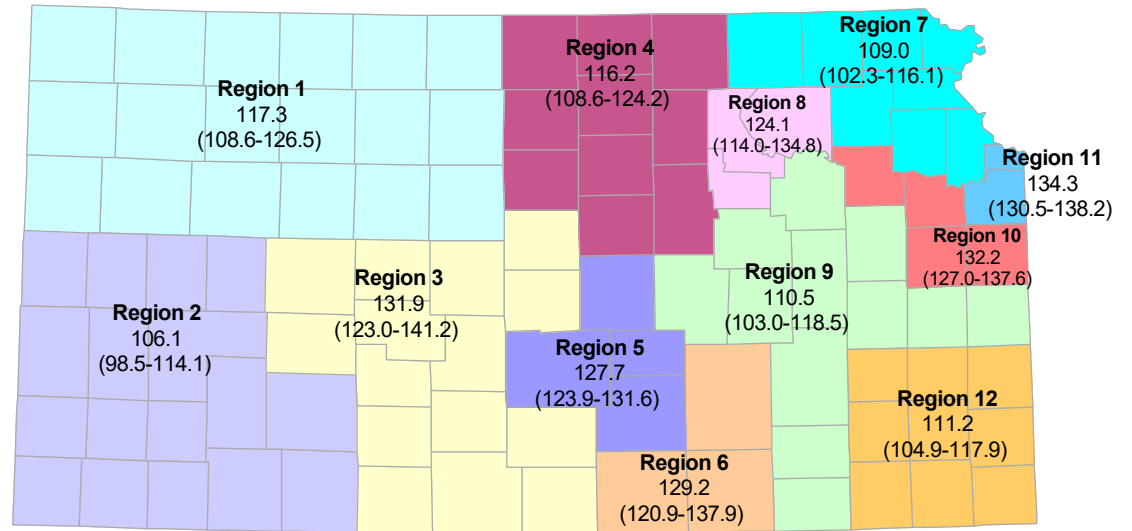 Region 1
117.3
(108.6-126.5)
Region 4
116.2
(108.6-124.2)
Region 7
109.0
(102.3-116.1)
Region 8
124.1
(114.0-134.8)
Region 11
134.3
(130.5-138.2)
Region 10
132.2
(127.0-137.6)
Region 2
106.1
(98.5-114.1)
Region 3
131.9
(123.0-141.2)
Region 9
110.5
(103.0-118.5)
Region 5
127.7
(123.9-131.6)
Region 12
111.2
(104.9-117.9)
Region 6
129.2
(120.9-137.9)